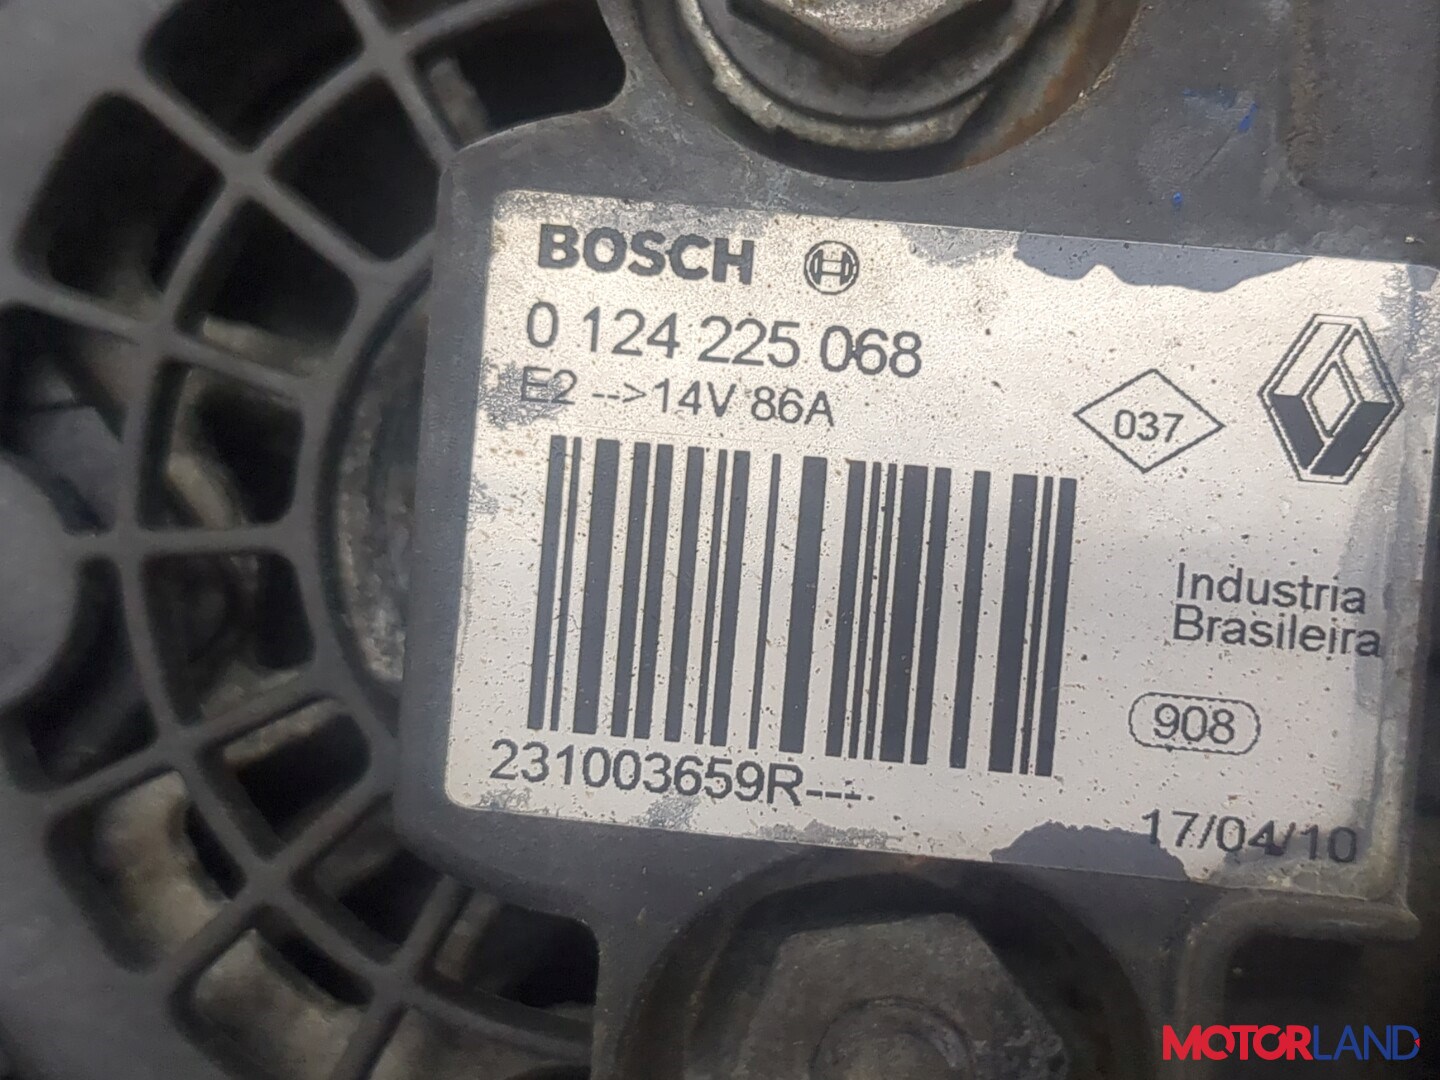 BOSCH
0 124 225 068
E2 -->14V 86A
037
Industria
Brasileira
908
231003659R----
17/04/10
MOTORLAND